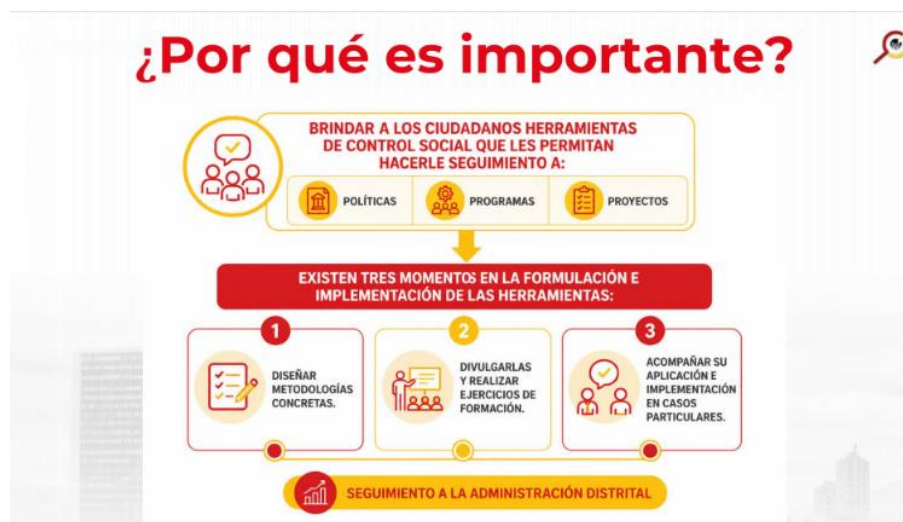 ¿Por qué es importante?
BRINDAR A LOS CIUDADANOS HERRAMIENTAS
DE CONTROL SOCIAL QUE LES PERMITAN
HACERLE SEGUIMIENTO A:
POLÍTICAS
PROGRAMAS
PROYECTOS
EXISTEN TRES MOMENTOS EN LA FORMULACIÓN E
IMPLEMENTACIÓN DE LAS HERRAMIENTAS:
1
DISEÑAR
METODOLOGÍAS
CONCRETAS.
2
DIVULGARLAS
Y REALIZAR
EJERCICIOS DE
FORMACIÓN.
3
ACOMPAÑAR SU
APLICACIÓN E
IMPLEMENTACIÓN
EN CASOS
PARTICULARES.
SEGUIMIENTO A LA ADMINISTRACIÓN DISTRITAL